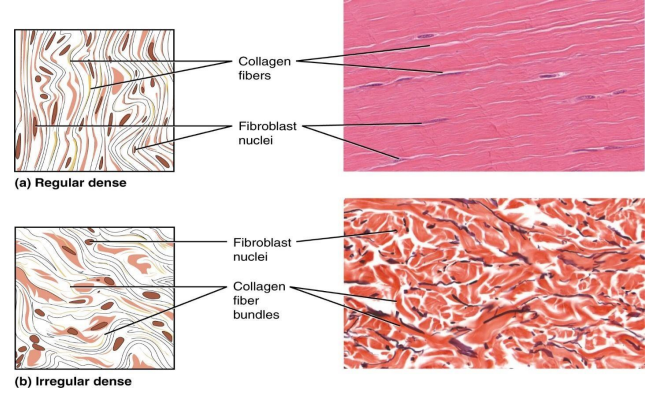 Collagen
fibers
Fibroblast
nuclei
(a) Regular dense
Fibroblast
nuclei
Collagen
fiber
bundles
(b) Irregular dense